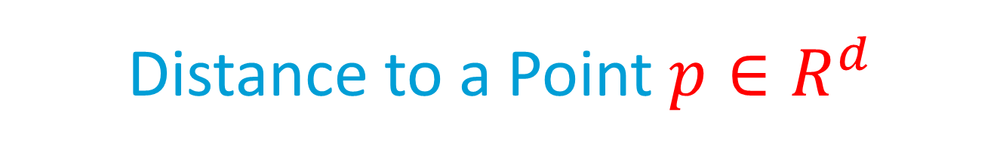 Distance to a Point p ∈ R^d